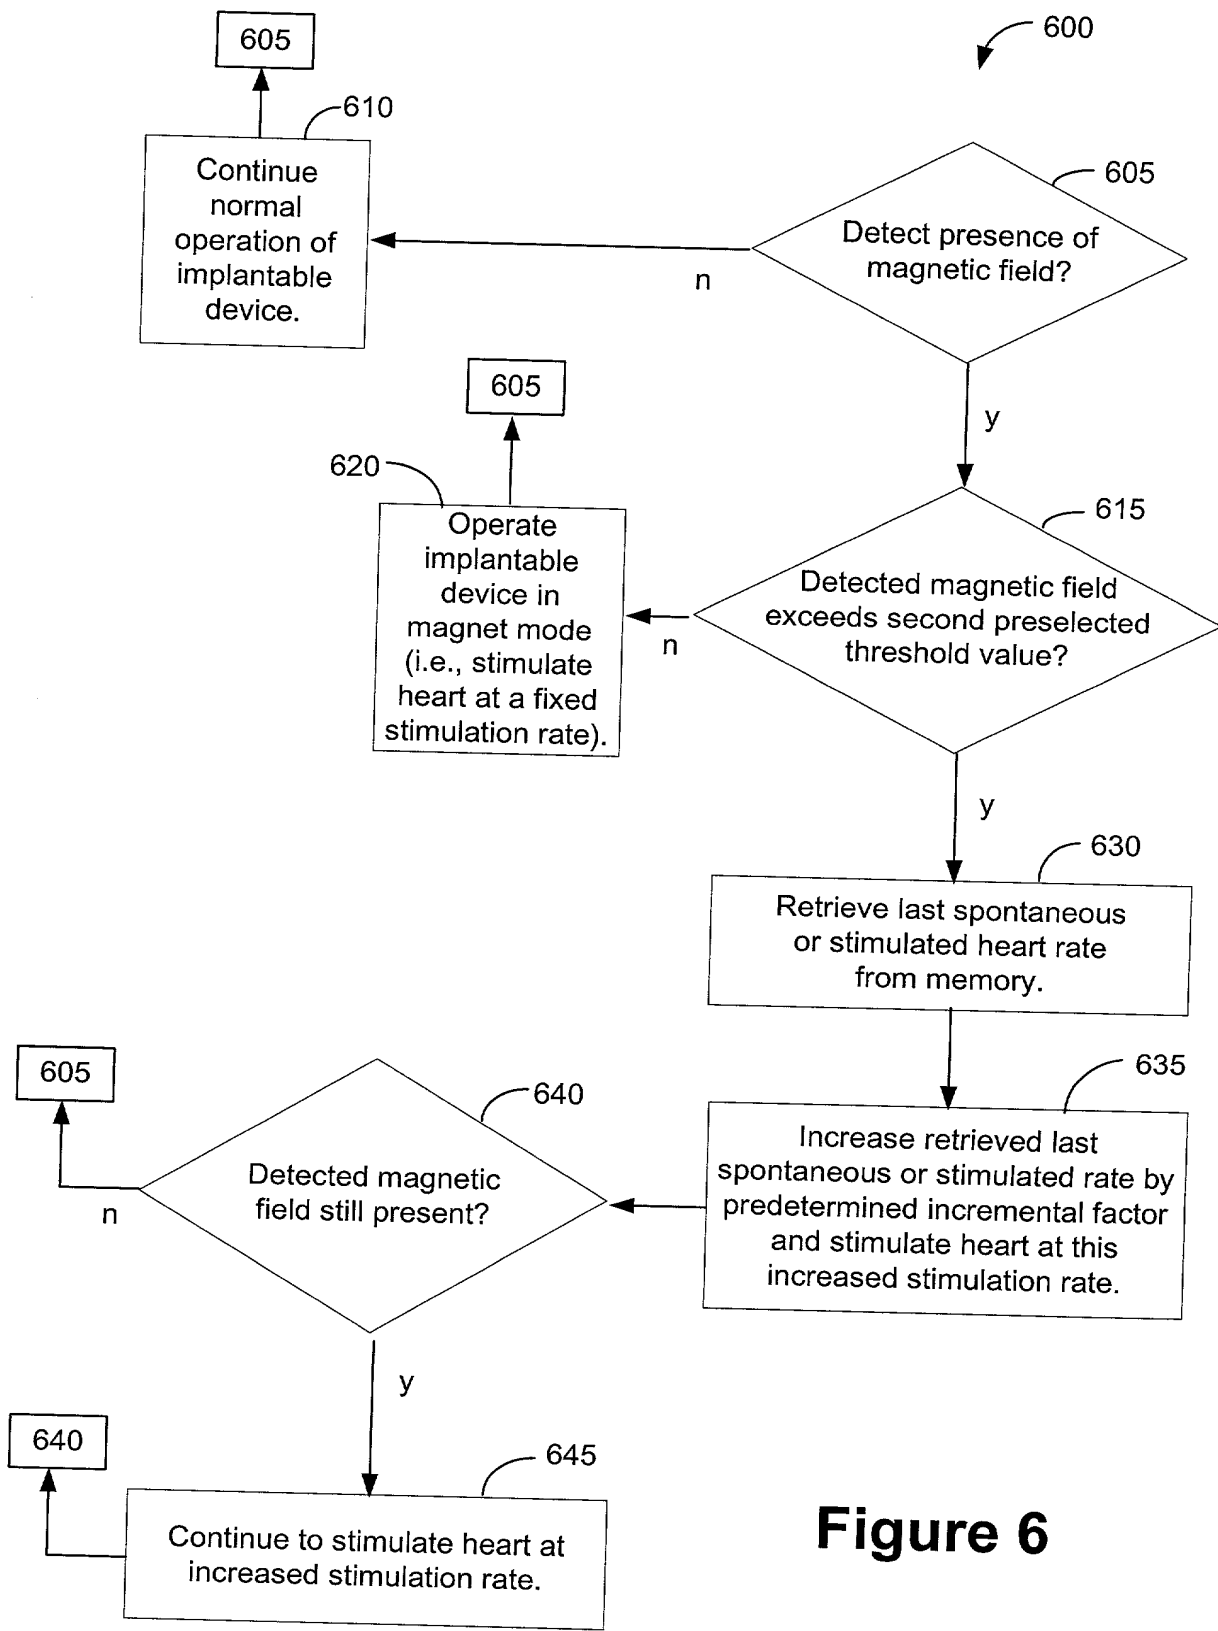 605
600
610
Continue
normal
operation of
implantable
device.
605
Detect presence of
magnetic field?
n
y
605
620
Operate
implantable
device in
magnet mode
(i.e., stimulate
heart at a fixed
stimulation rate).
615
Detected magnetic field
exceeds second preselected
threshold value?
n
y
630
Retrieve last spontaneous
or stimulated heart rate
from memory.
635
Increase retrieved last
spontaneous or stimulated rate by
predetermined incremental factor
and stimulate heart at this
increased stimulation rate.
605
640
Detected magnetic
field still present?
n
y
640
645
Continue to stimulate heart at
increased stimulation rate.
Figure 6